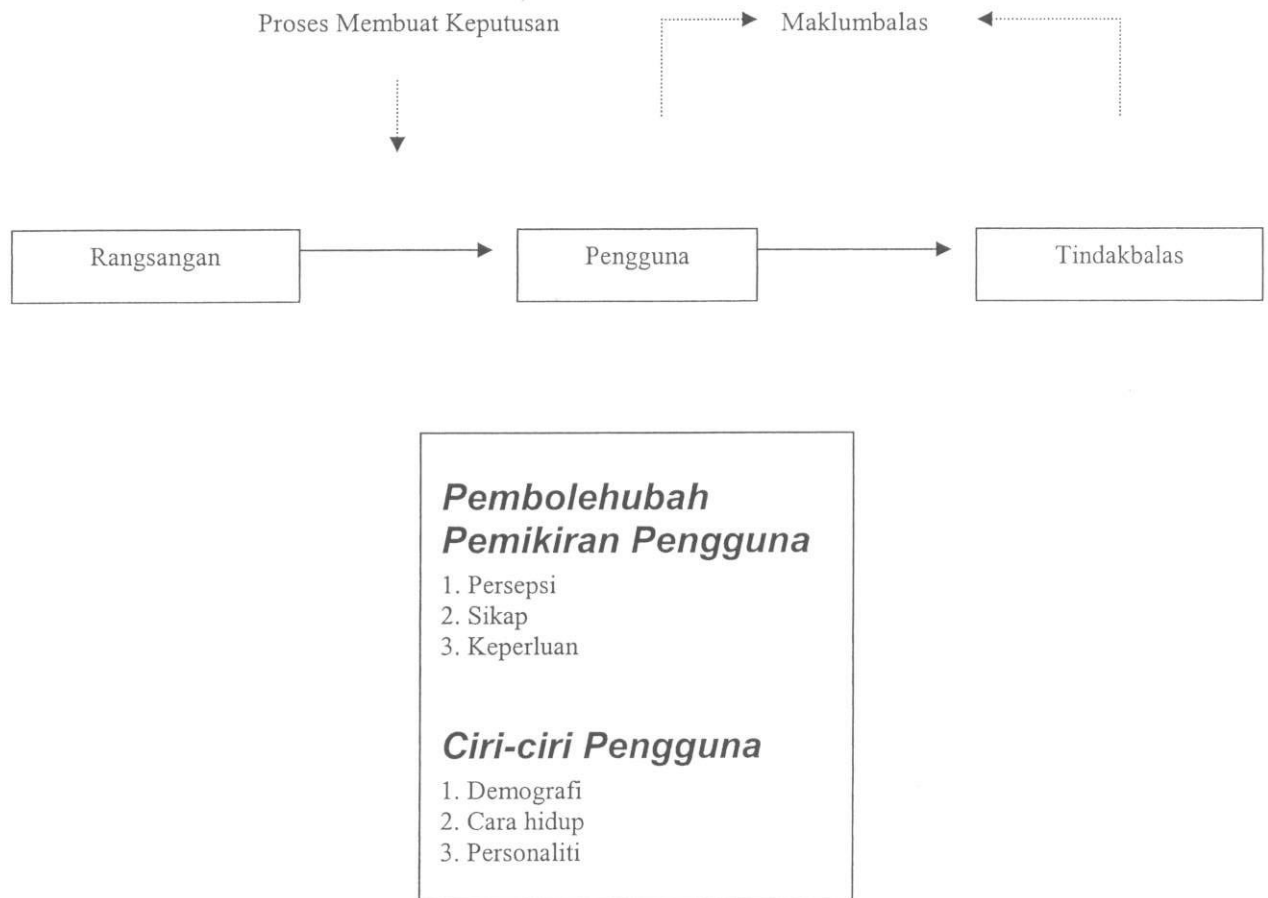 Proses Membuat Keputusan
Maklumbalas
Rangsangan
Pengguna
Tindakbalas
Pembolehubah
Pemikiran Pengguna
1. Persepsi
2. Sikap
3. Keperluan
Ciri-ciri Pengguna
1. Demografi
2. Cara hidup
3. Personaliti